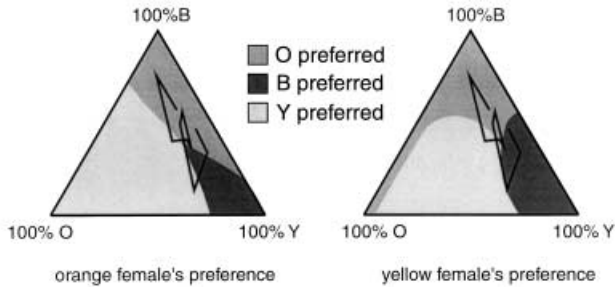 100%B
100%B
O preferred
B preferred
Y preferred
100% O
100% Y
100% O
100% Y
orange female's preference
yellow female's preference